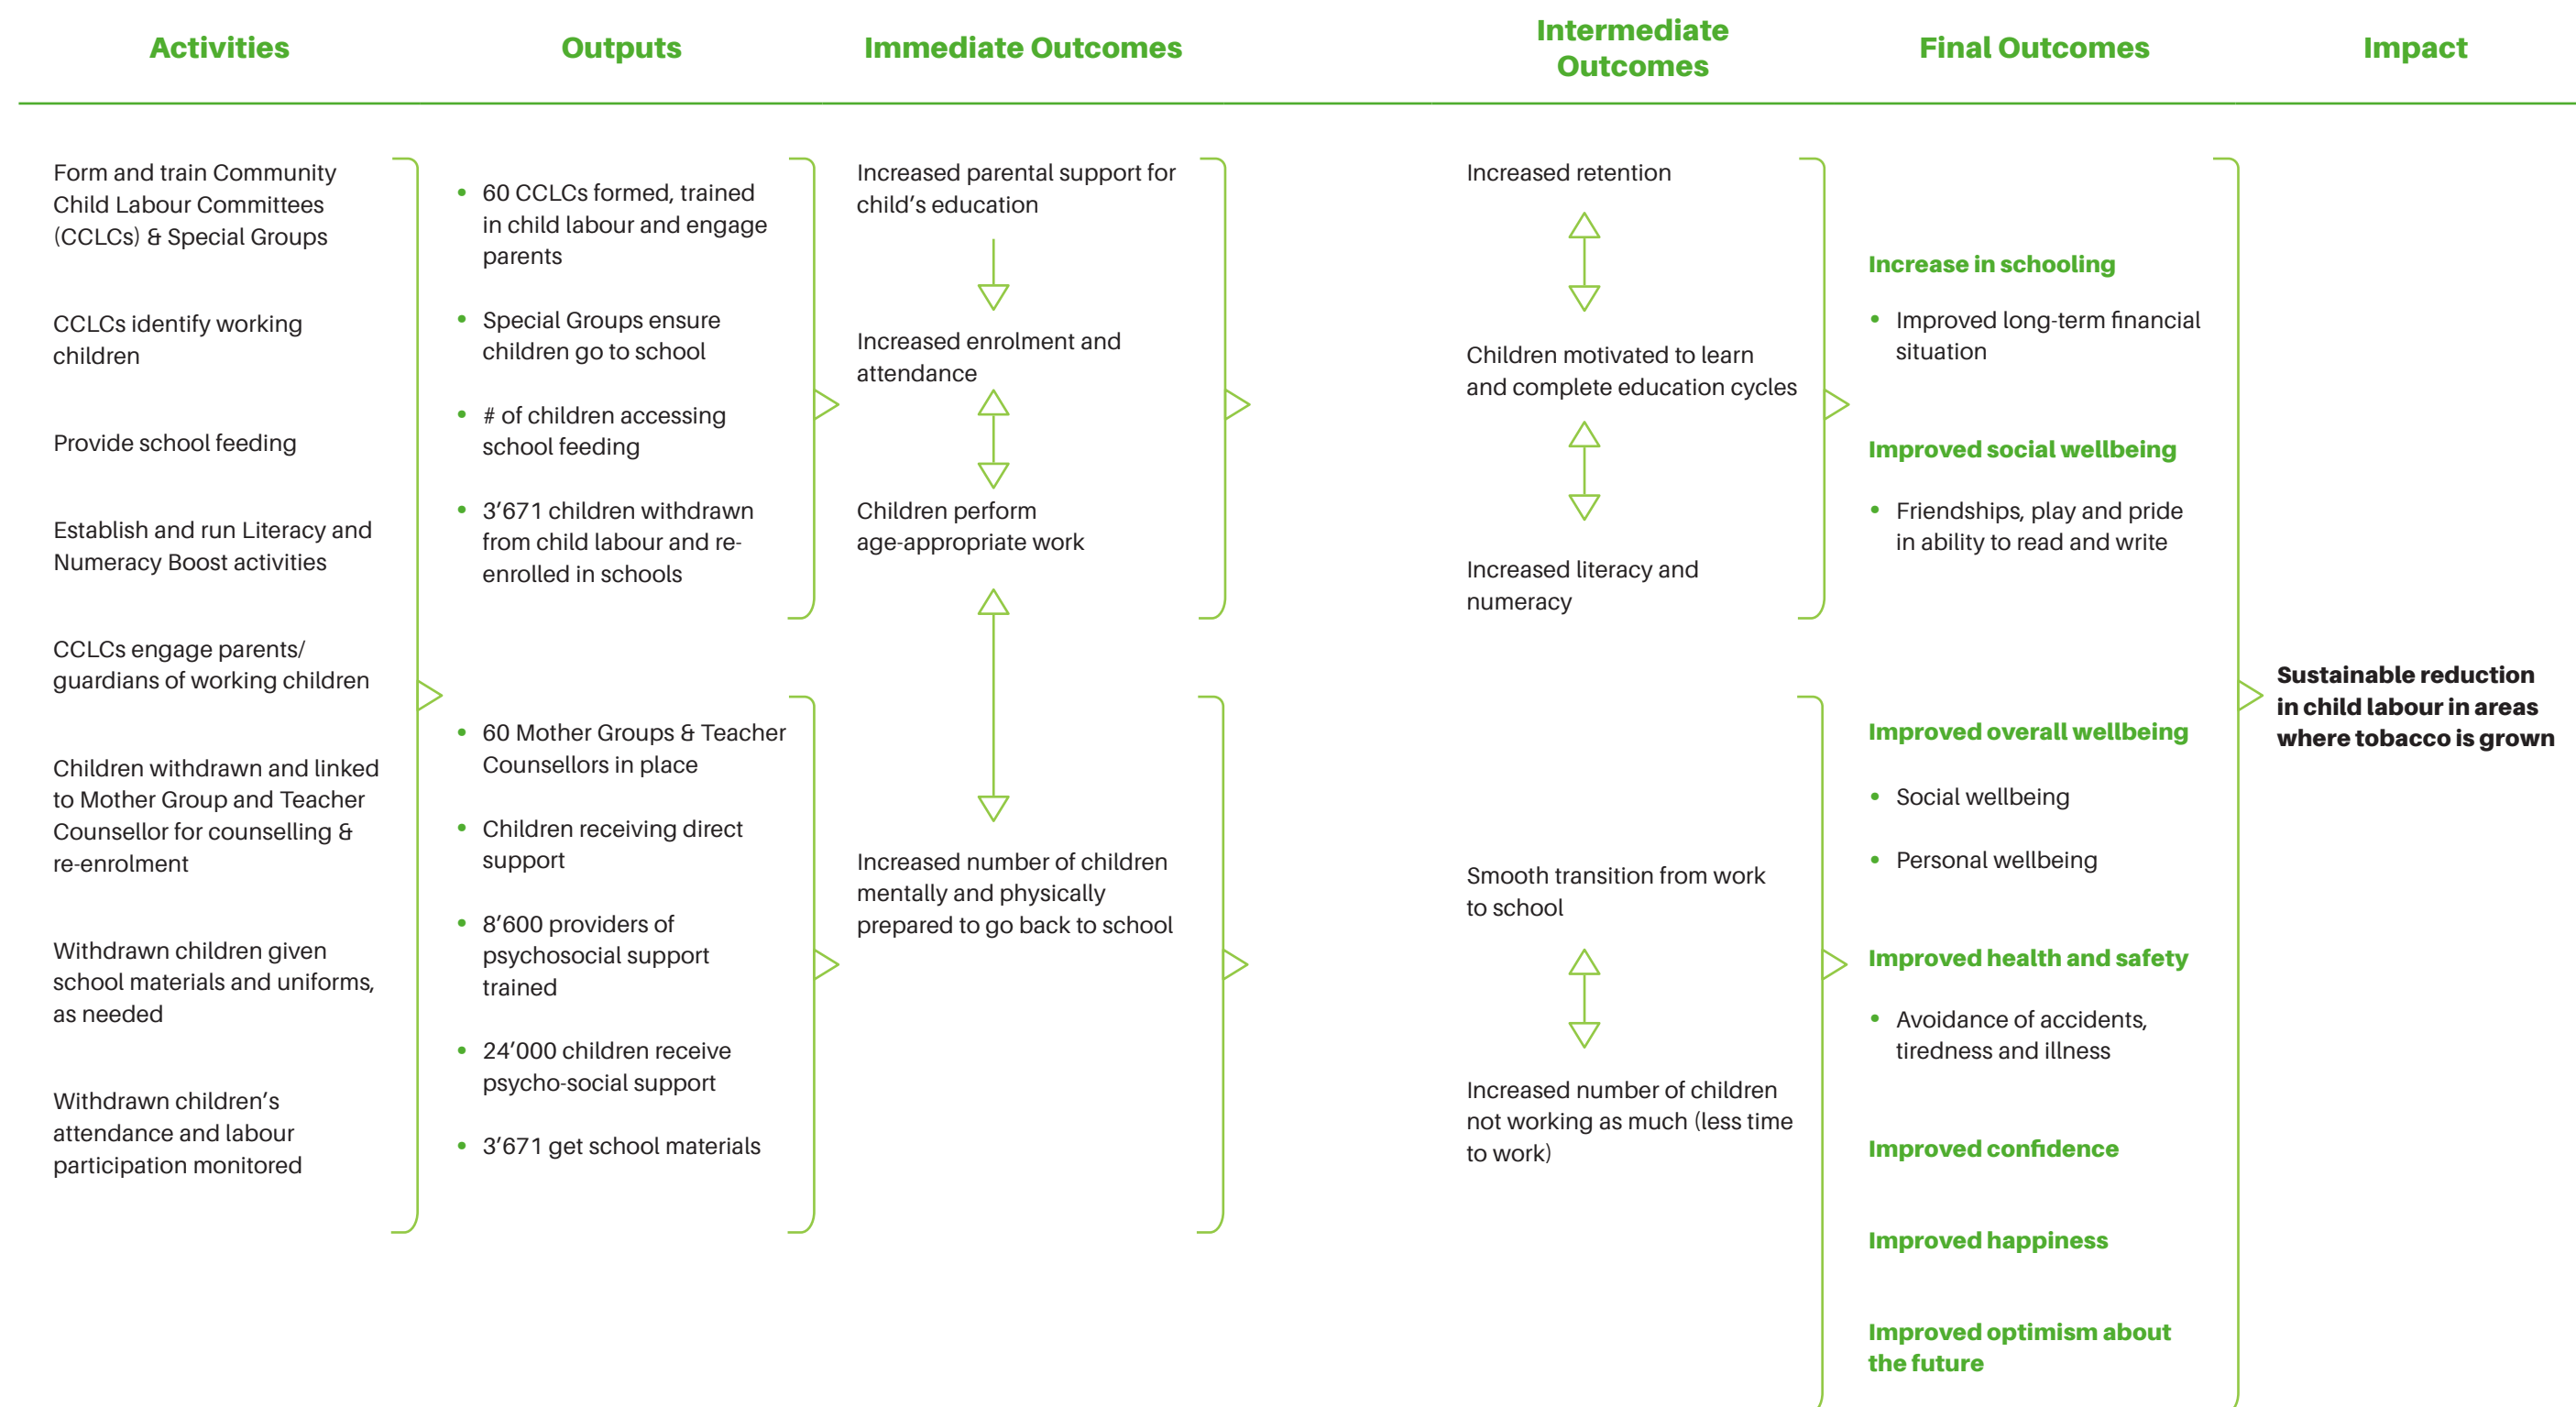 Activities
Outputs
Immediate Outcomes
Intermediate
Outcomes
Final Outcomes
Impact
Form and train Community
Child Labour Committees
(CCLCs) & Special Groups
CCLCs identify working
children
Provide school feeding
Establish and run Literacy and
Numeracy Boost activities
CCLCs engage parents/
guardians of working children
Children withdrawn and linked
to Mother Group and Teacher
Counsellor for counselling &
re-enrolment
Withdrawn children given
school materials and uniforms,
as needed
Withdrawn children’s
attendance and labour
participation monitored
• 60 CCLCs formed, trained
in child labour and engage
parents
• Special Groups ensure
children go to school
• # of children accessing
school feeding
• 3’671 children withdrawn
from child labour and re-
enrolled in schools
• 60 Mother Groups & Teacher
Counsellors in place
• Children receiving direct
support
• 8’600 providers of
psychosocial support
trained
• 24’000 children receive
psycho-social support
• 3’671 get school materials
Increased parental support for
child’s education
Increased enrolment and
attendance
Children perform
age-appropriate work
Increased number of children
mentally and physically
prepared to go back to school
Increased retention
Children motivated to learn
and complete education cycles
Increased literacy and
numeracy
Smooth transition from work
to school
Increased number of children
not working as much (less time
to work)
Increase in schooling
• Improved long-term financial
situation
Improved social wellbeing
• Friendships, play and pride
in ability to read and write
Improved overall wellbeing
• Social wellbeing
• Personal wellbeing
Improved health and safety
• Avoidance of accidents,
tiredness and illness
Improved confidence
Improved happiness
Improved optimism about
the future
Sustainable reduction
in child labour in areas
where tobacco is grown